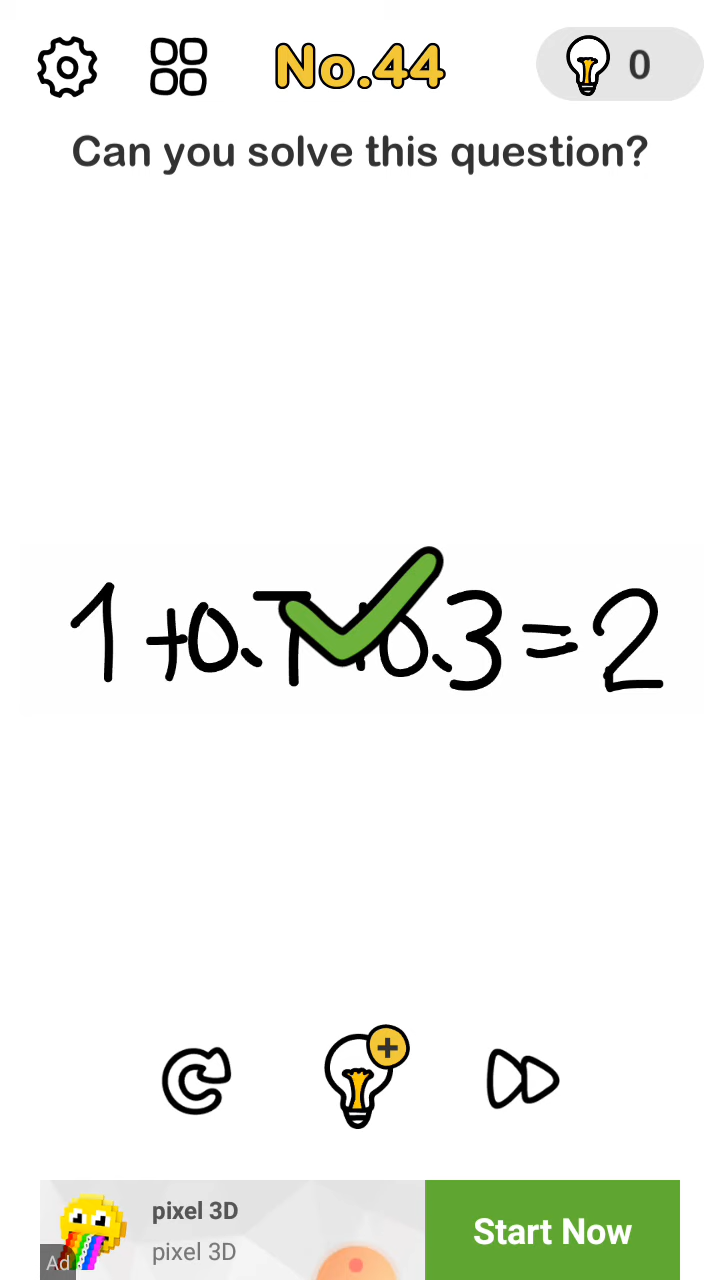 No.44
0
Can you solve this question?
1+0.7+0.3=2
pixel 3D
pixel 3D
Start Now
Ad